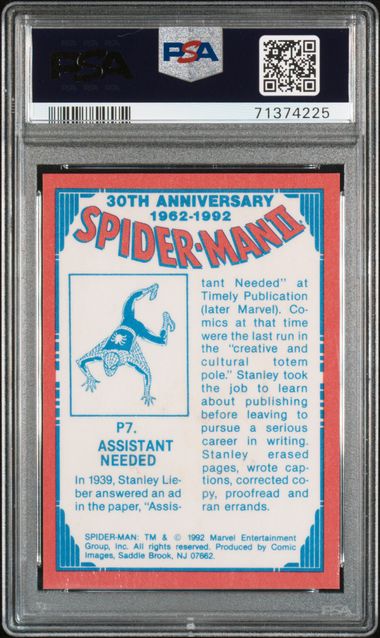 PSA
PSA
71374225
30TH ANNIVERSARY
1962-1992
SPIDER-MAN II
P7.
ASSISTANT
NEEDED
In 1939, Stanley Lie-
ber answered an ad
in the paper, "Assis-
tant Needed" at
Timely Publication
(later Marvel). Co-
mics at that time
were the last run in
the "creative and
cultural totem
pole." Stanley took
the job to learn
about publishing
before leaving to
pursue a serious
career in writing.
Stanley erased
pages, wrote cap-
tions, corrected co-
py, proofread and
ran errands.
SPIDER-MAN: TM & © 1992 Marvel Entertainment
Group, Inc. All rights reserved. Produced by Comic
Images, Saddle Brook, NJ 07662.